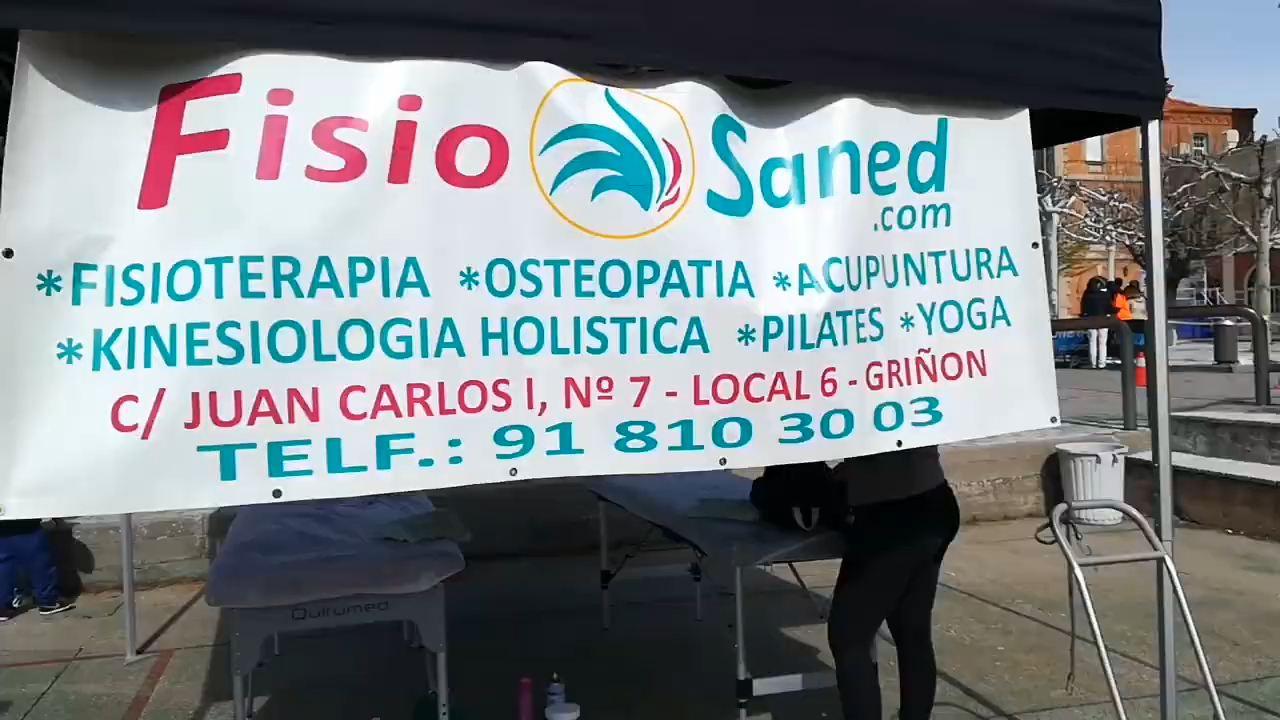 Fisio Saned
.com
*FISIOTERAPIA *OSTEOPATIA *ACUPUNTURA
*KINESIOLOGIA HOLISTICA *PILATES *YOGA
C/ JUAN CARLOS I, Nº 7 - LOCAL 6 - GRIÑON
TELF.: 91 810 30 03
Quirumed